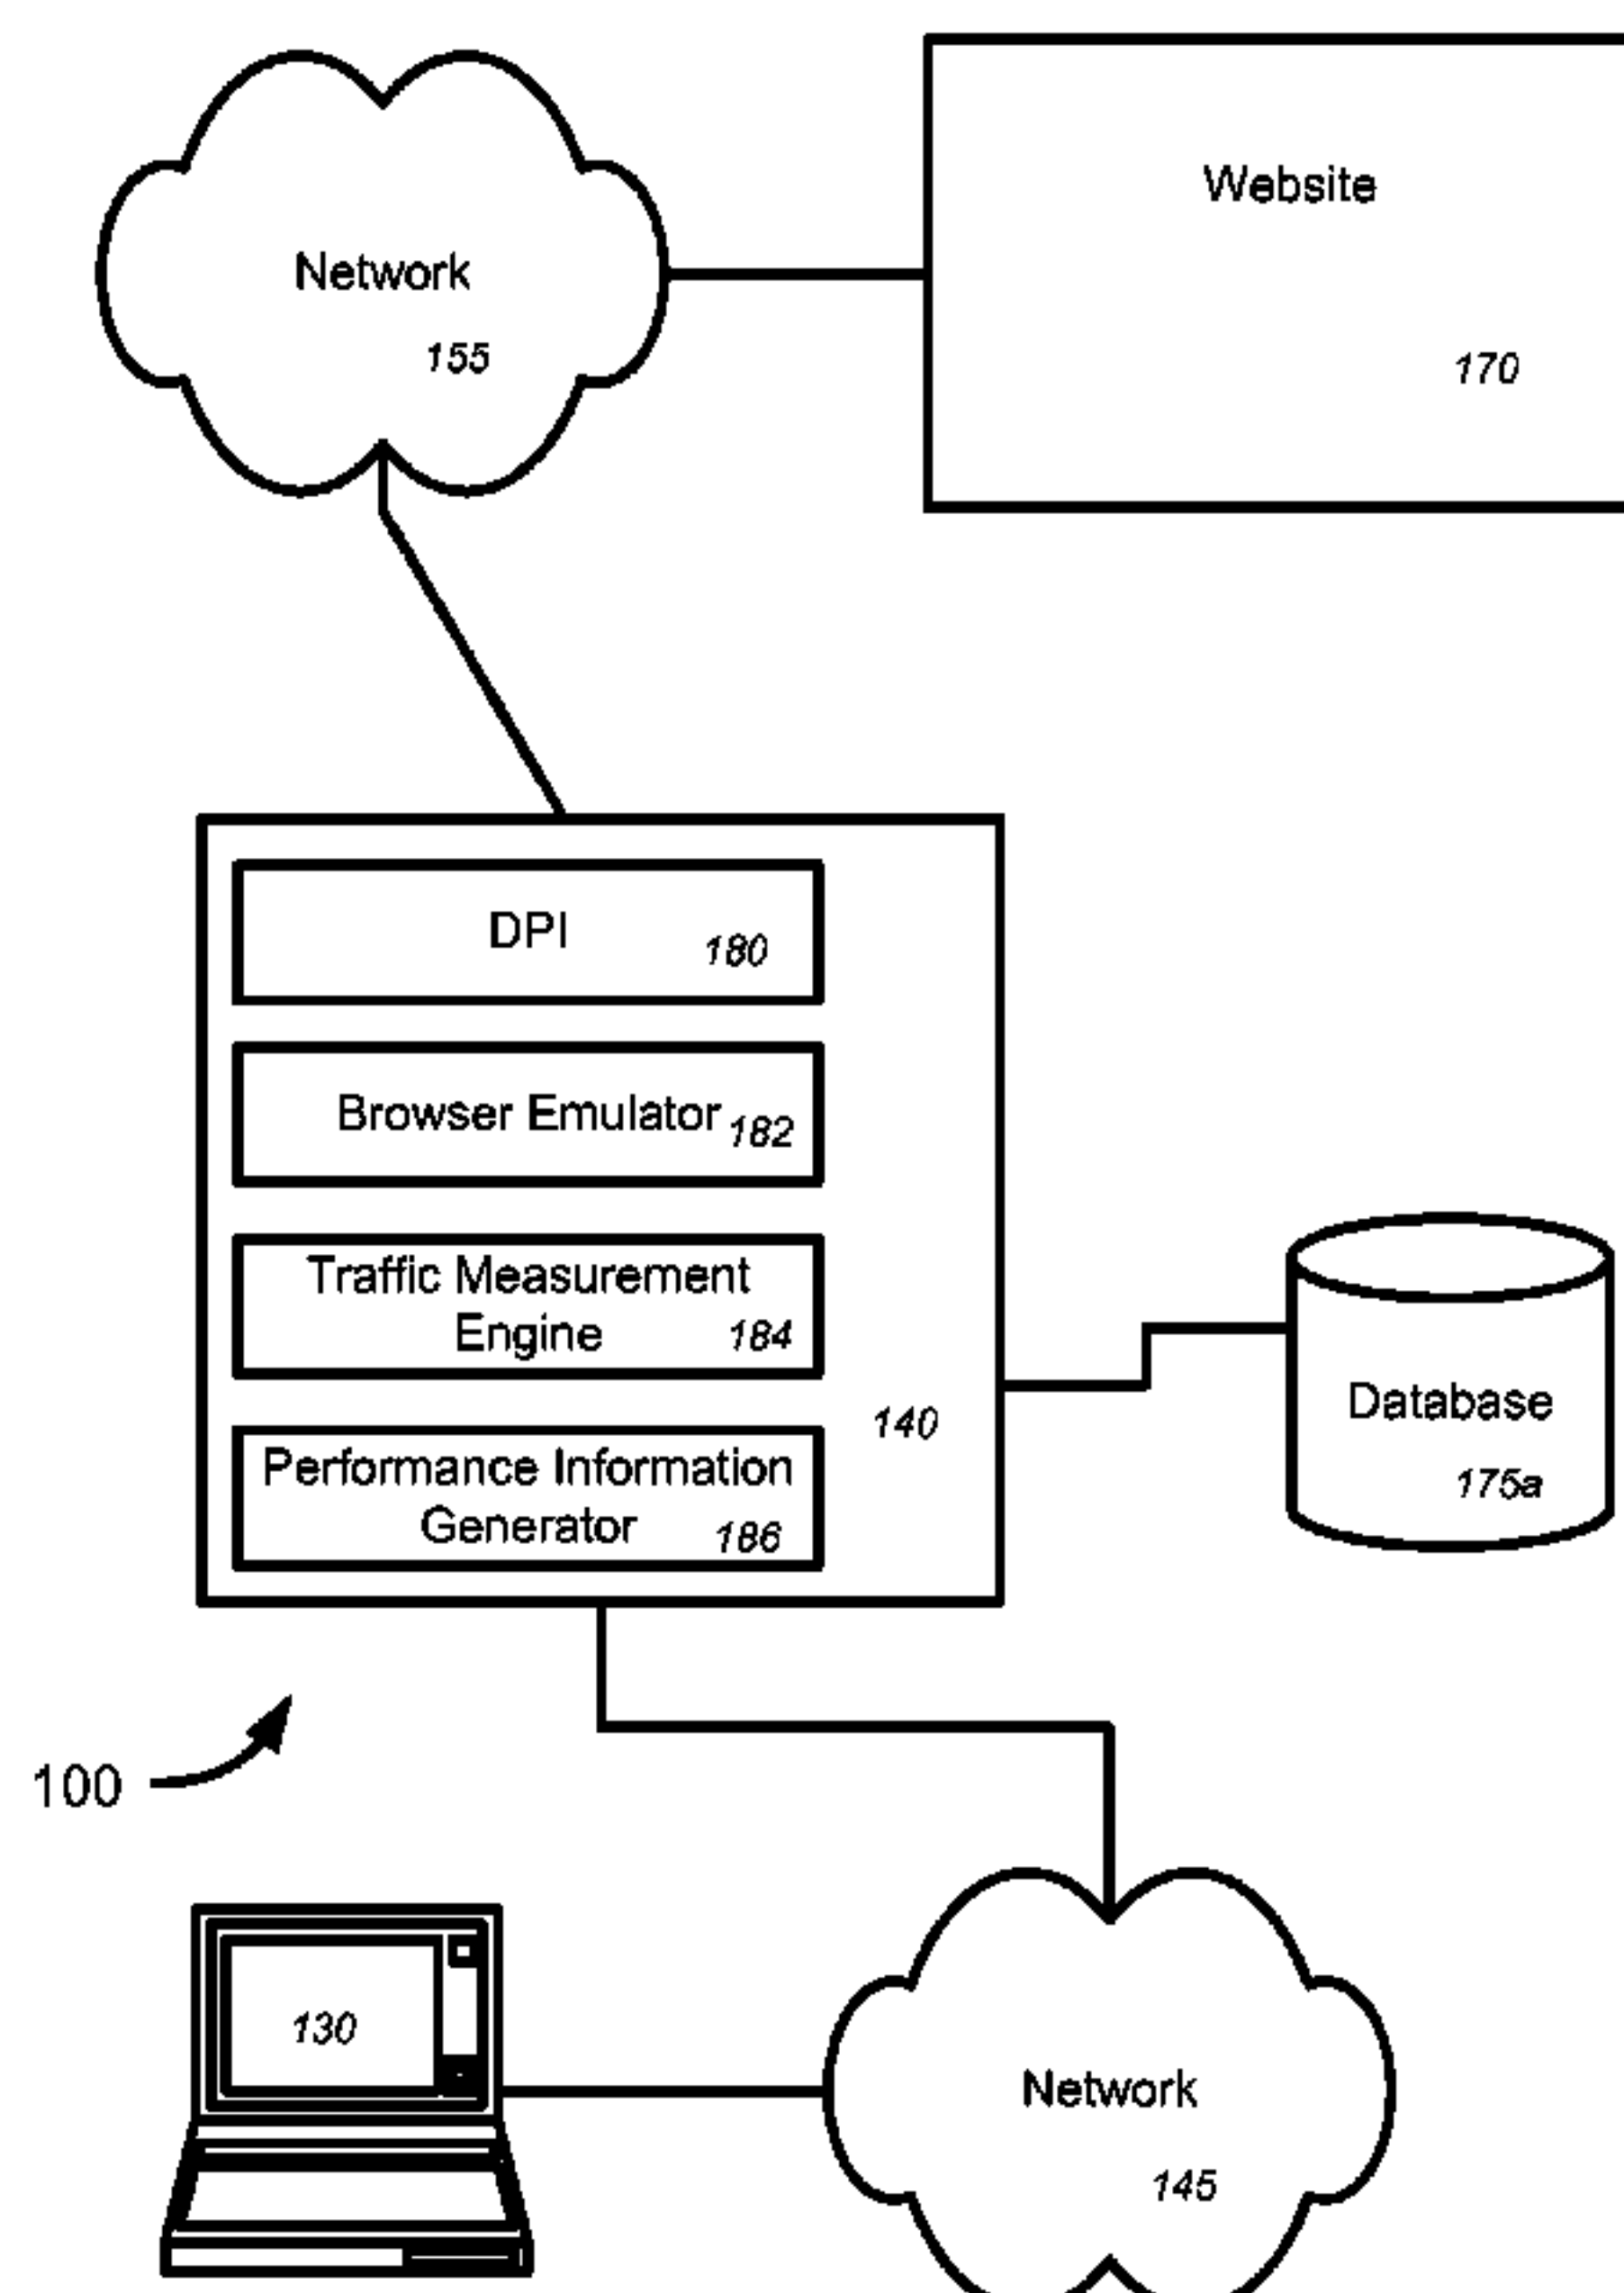 Website
Network
155
170
DPI
180
Browser Emulator
182
Traffic Measurement
Engine
184
Database
140
Performance Information
175a
Generator
186
100
130
Network
145